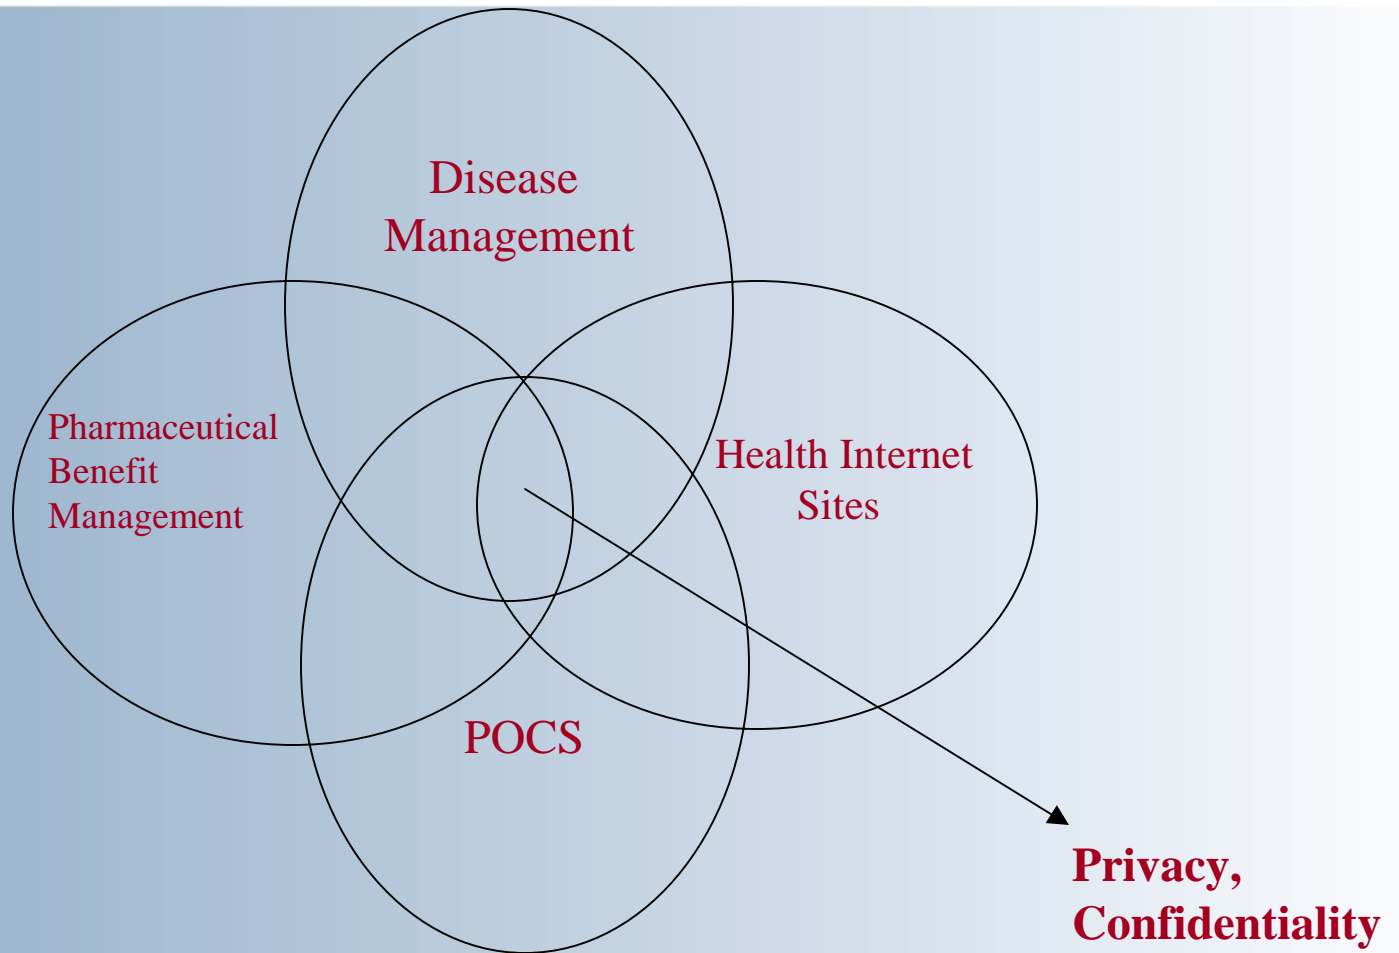 Disease
Management
Pharmaceutical
Benefit
Management
Health Internet
Sites
POCS
Privacy,
Confidentiality